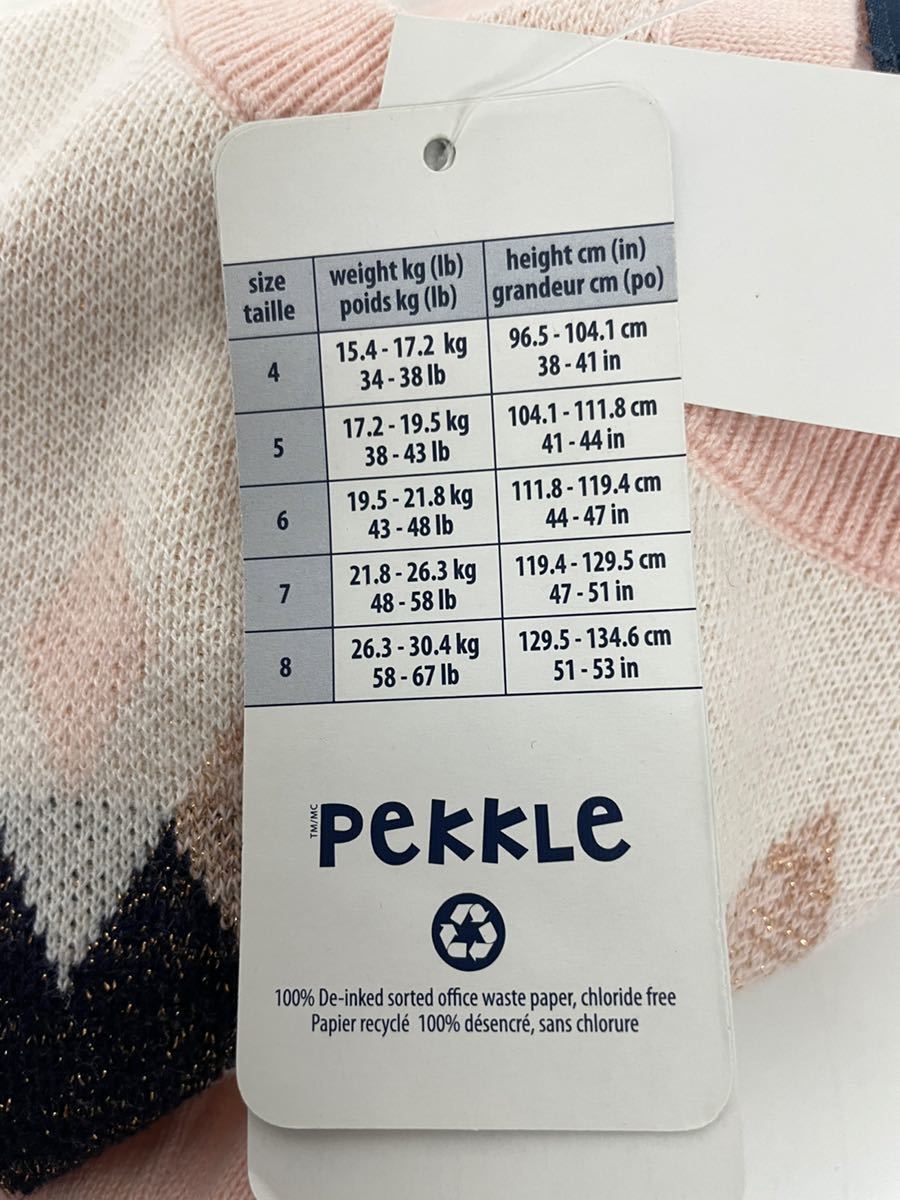 size taille
weight kg (lb) poids kg (lb)
height cm (in) grandeur cm (po)
4
15.4 - 17.2 kg
34 - 38 lb
96.5 - 104.1 cm
38 - 41 in
5
17.2 - 19.5 kg
38 - 43 lb
104.1 - 111.8 cm
41 - 44 in
6
19.5 - 21.8 kg
43 - 48 lb
111.8 - 119.4 cm
44 - 47 in
7
21.8 - 26.3 kg
48 - 58 lb
119.4 - 129.5 cm
47 - 51 in
8
26.3 - 30.4 kg
58 - 67 lb
129.5 - 134.6 cm
51 - 53 in
TM/MC
PEKKLE
100% De-inked sorted office waste paper, chloride free
Papier recyclé 100% désencré, sans chlorure